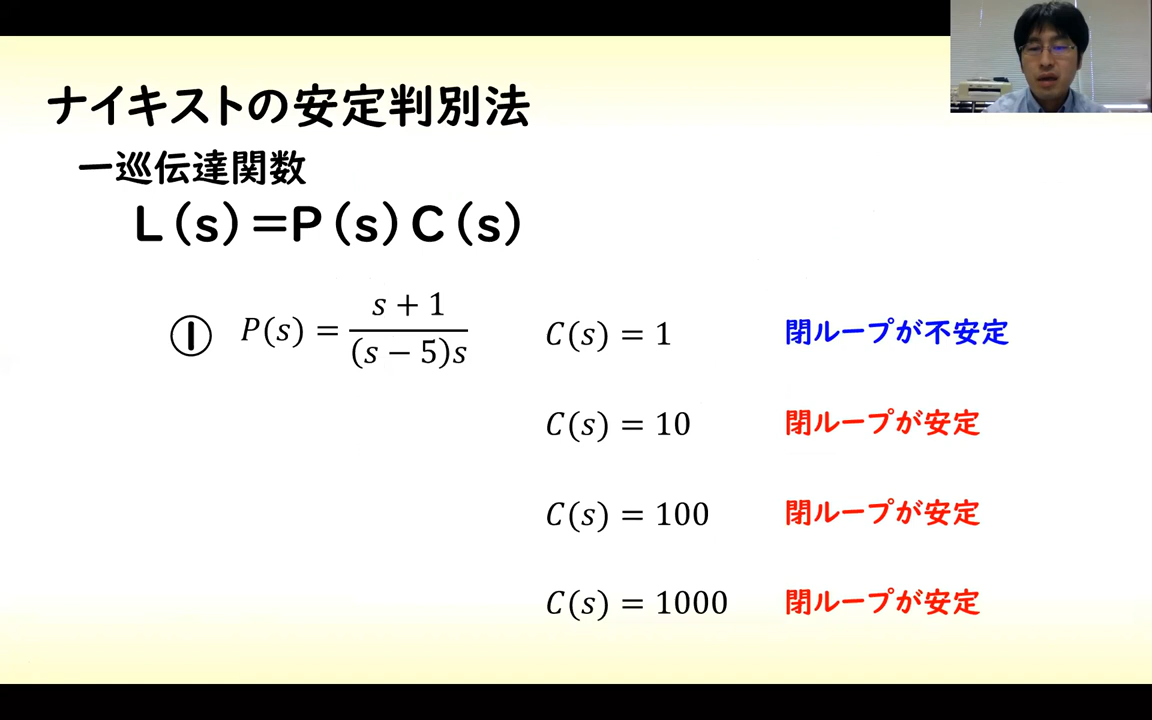 ナイキストの安定判別法
一巡伝達関数
L(s)=P(s)C(s)
① P(s) = (s + 1)/((s − 5)s) C(s) = 1 閉ループが不安定
C(s) = 10 閉ループが安定
C(s) = 100 閉ループが安定
C(s) = 1000 閉ループが安定